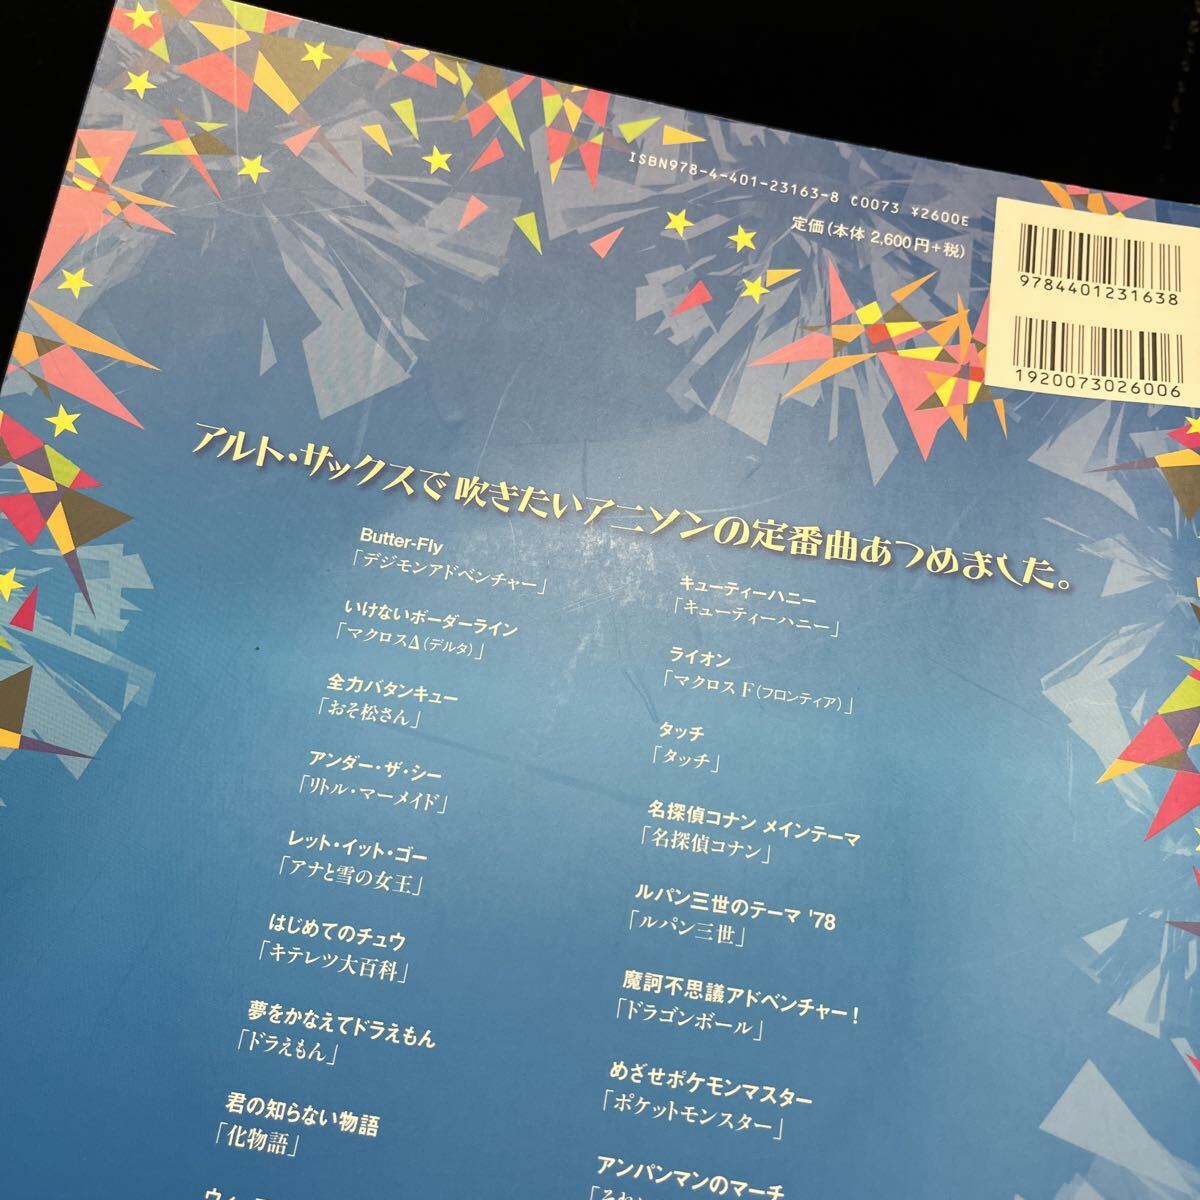 ISBN978-4-401-23163-8 C0073 ¥2600E
定価(本体 2,600円+税)
9784401231638
1920073026006
アルト・サックスで吹きたいアニソンの定番曲あつめました。
Butter-Fly
「デジモンアドベンチャー」
いけないボーダーライン
「マクロスΔ(デルタ)」
全力バタンキュー
「おそ松さん」
アンダー・ザ・シー
「リトル・マーメイド」
レット・イット・ゴー
「アナと雪の女王」
はじめてのチュウ
「キテレツ大百科」
夢をかなえてドラえもん
「ドラえもん」
君の知らない物語
「化物語」
キューティーハニー
「キューティーハニー」
ライオン
「マクロスF(フロンティア)」
タッチ
「タッチ」
名探偵コナン メインテーマ
「名探偵コナン」
ルパン三世のテーマ '78
「ルパン三世」
魔訶不思議アドベンチャー!
「ドラゴンボール」
めざせポケモンマスター
「ポケットモンスター」
アンパンマンのマーチ